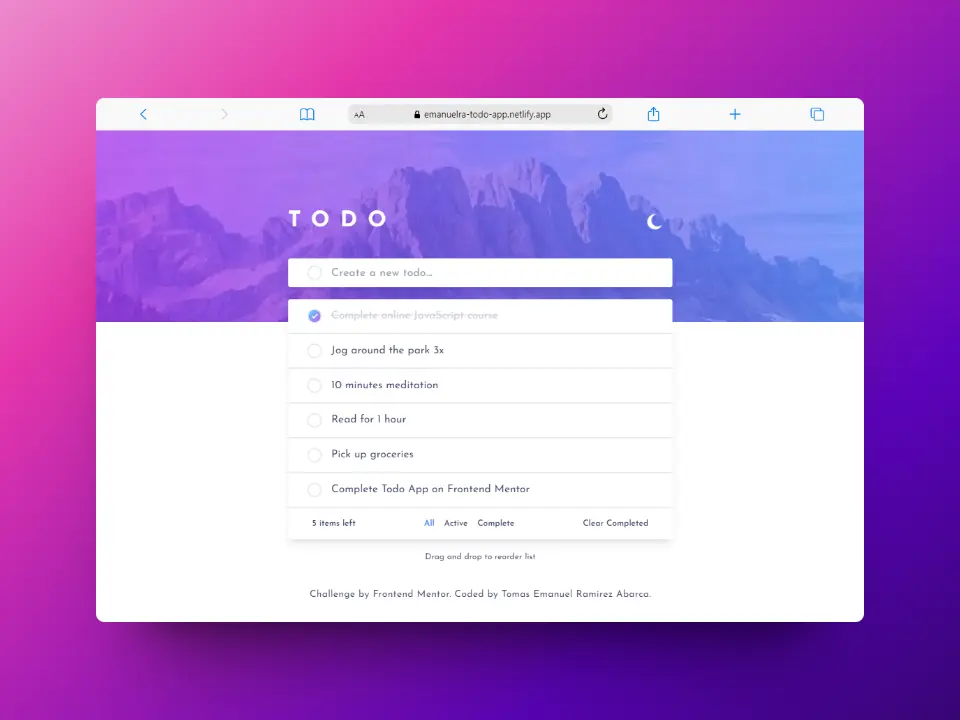 AA emanuelra-todo-app.netlify.app
TODO
Create a new todo...
Complete online JavaScript course
Jog around the park 3x
10 minutes meditation
Read for 1 hour
Pick up groceries
Complete Todo App on Frontend Mentor
5 items left All Active Complete Clear Completed
Drag and drop to reorder list
Challenge by Frontend Mentor. Coded by Tomas Emanuel Ramirez Abarca.